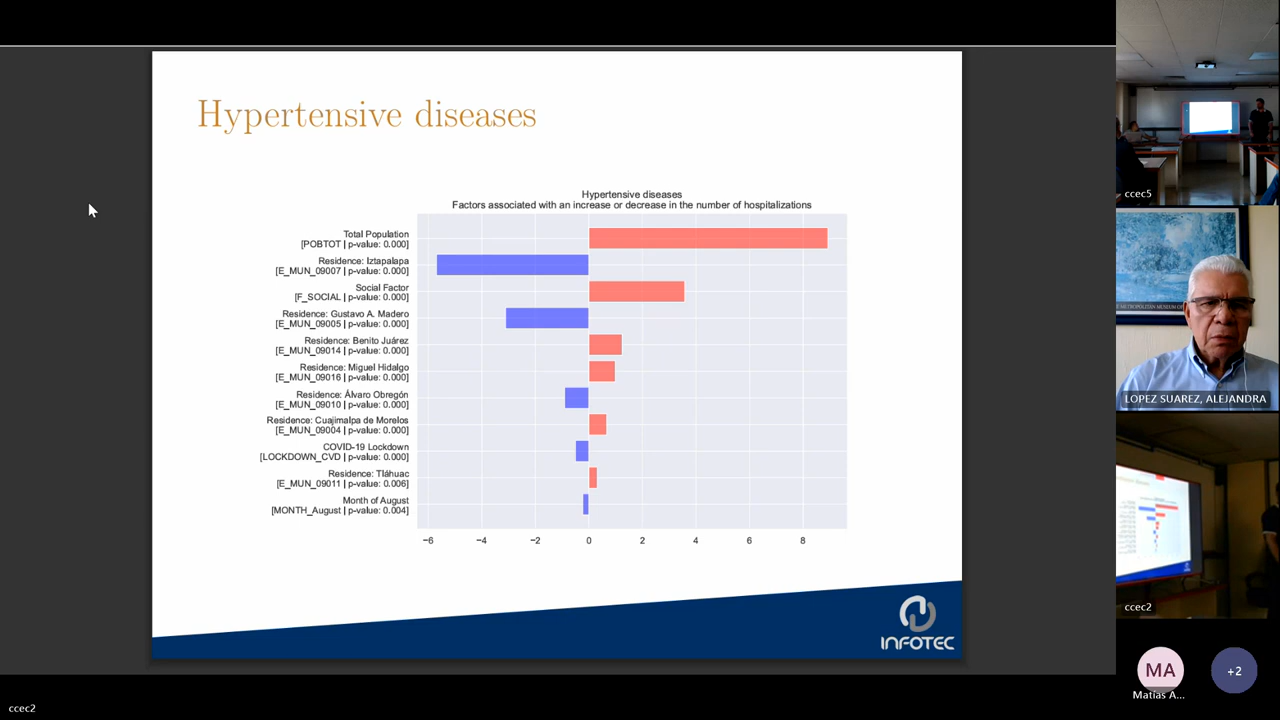 Hypertensive diseases
Hypertensive diseases
Factors associated with an increase or decrease in the number of hospitalizations
Total Population
[POBTOT | p-value: 0.000]
Residence: Iztapalapa
[E_MUN_09007 | p-value: 0.000]
Social Factor
[F_SOCIAL | p-value: 0.000]
Residence: Gustavo A. Madero
[E_MUN_09005 | p-value: 0.000]
Residence: Benito Juárez
[E_MUN_09014 | p-value: 0.000]
Residence: Miguel Hidalgo
[E_MUN_09016 | p-value: 0.000]
Residence: Álvaro Obregón
[E_MUN_09010 | p-value: 0.000]
Residence: Cuajimalpa de Morelos
[E_MUN_09004 | p-value: 0.000]
COVID-19 Lockdown
[LOCKDOWN_CVD | p-value: 0.000]
Residence: Tláhuac
[E_MUN_09011 | p-value: 0.006]
Month of August
[MONTH_August | p-value: 0.004]
−6 −4 −2 0 2 4 6 8
INFOTEC
ccec2
ccec5
LOPEZ SUAREZ, ALEJANDRA
ccec2
MA
+2
Matías A...